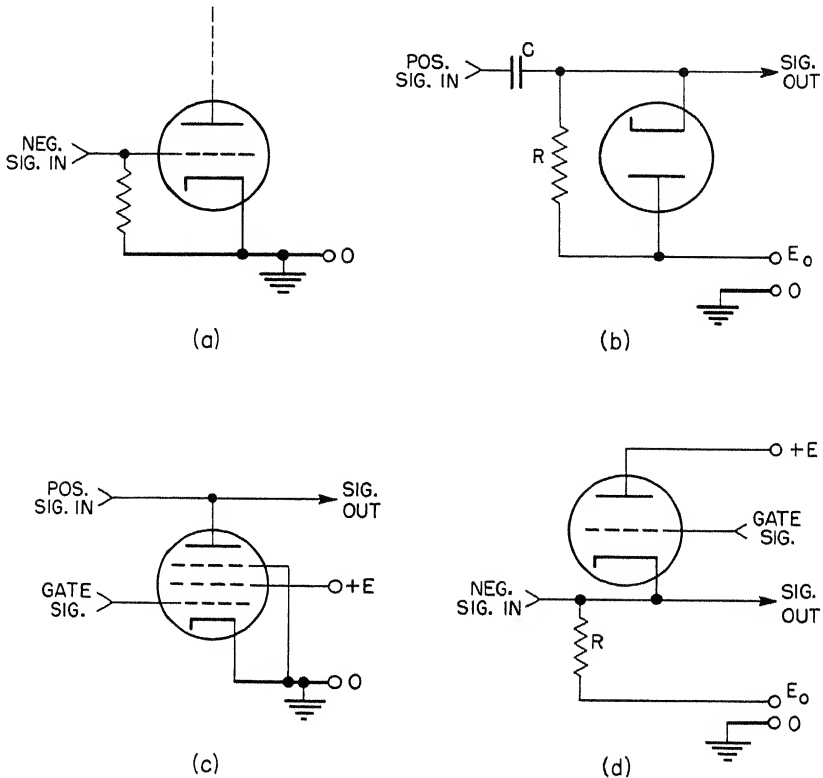 NEG.
SIG. IN
O
(a)
POS.
SIG. IN
C
SIG.
OUT
R
E₀
O
(b)
POS.
SIG. IN
SIG.
OUT
GATE
SIG.
+E
O
(c)
+E
GATE
SIG.
NEG.
SIG. IN
SIG.
OUT
R
E₀
O
(d)